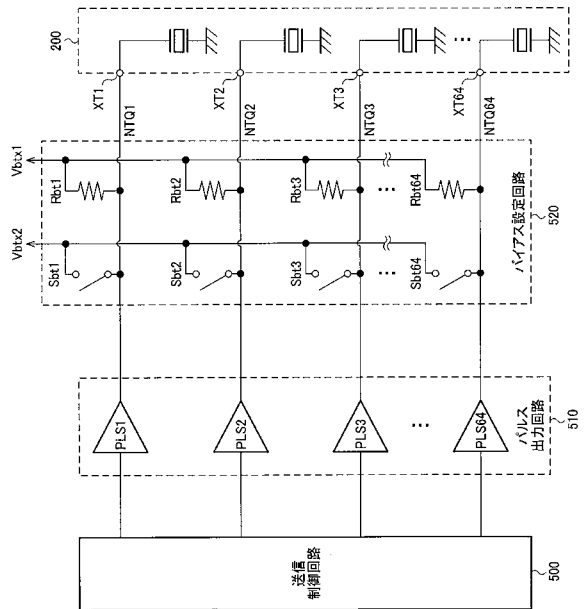 200
XT1
XT2
XT3
XT64
NTQ1
NTQ2
NTQ3
NTQ64
Vbtx1
Rbt1
Rbt2
Rbt3
Rbt64
Vbtx2
Sbt1
Sbt2
Sbt3
Sbt64
バイアス設定回路
520
PLS1
PLS2
PLS3
PLS64
パルス
出力回路
510
送信
制御回路
500